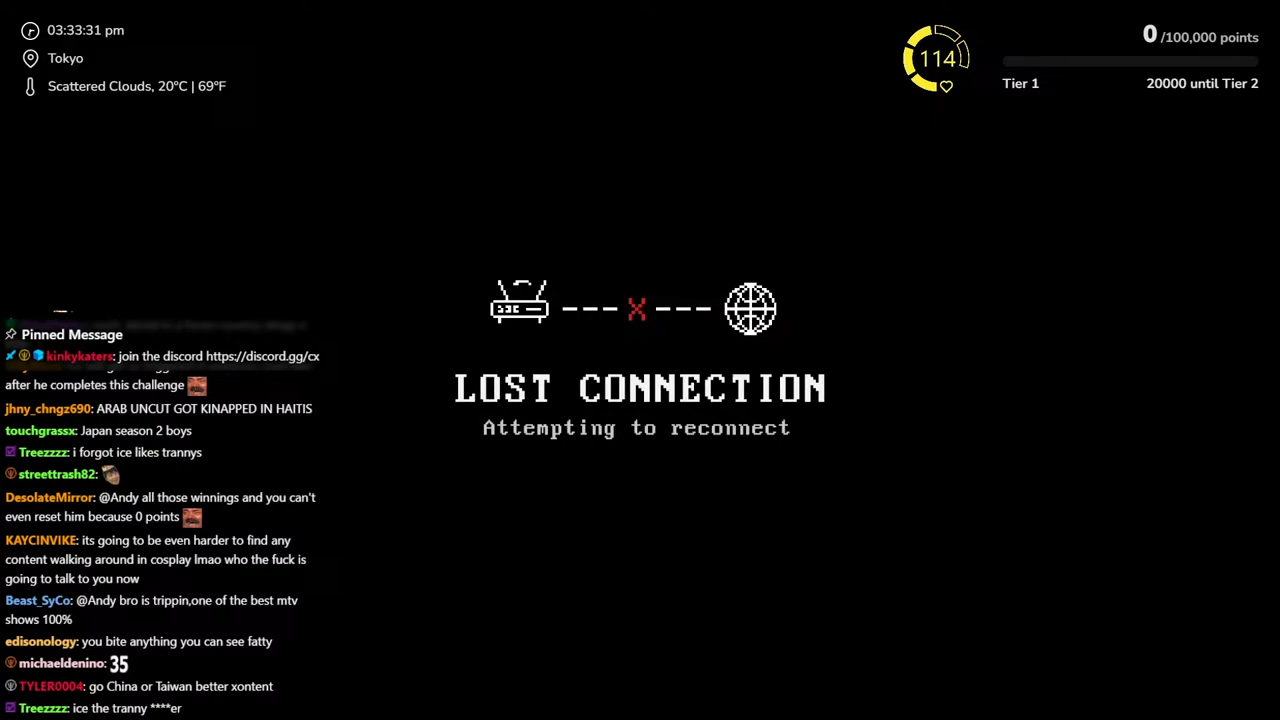 03:33:31 pm
Tokyo
Scattered Clouds, 20°C | 69°F
114
0 /100,000 points
Tier 1
20000 until Tier 2
LOST CONNECTION
Attempting to reconnect
Pinned Message
kinkykaters: join the discord https://discord.gg/cx
after he completes this challenge
jhny_chngz690: ARAB UNCUT GOT KINAPPED IN HAITIS
touchgrassx: Japan season 2 boys
Treezzzz: i forgot ice likes trannys
streettrash82:
DesolateMirror: @Andy all those winnings and you can't
even reset him because 0 points
KAYCINVIKE: its going to be even harder to find any
content walking around in cosplay lmao who the fuck is
going to talk to you now
Beast_SyCo: @Andy bro is trippin,one of the best mtv
shows 100%
edisonology: you bite anything you can see fatty
michaeldenino: 35
TYLER0004: go China or Taiwan better xontent
Treezzzz: ice the tranny ****er